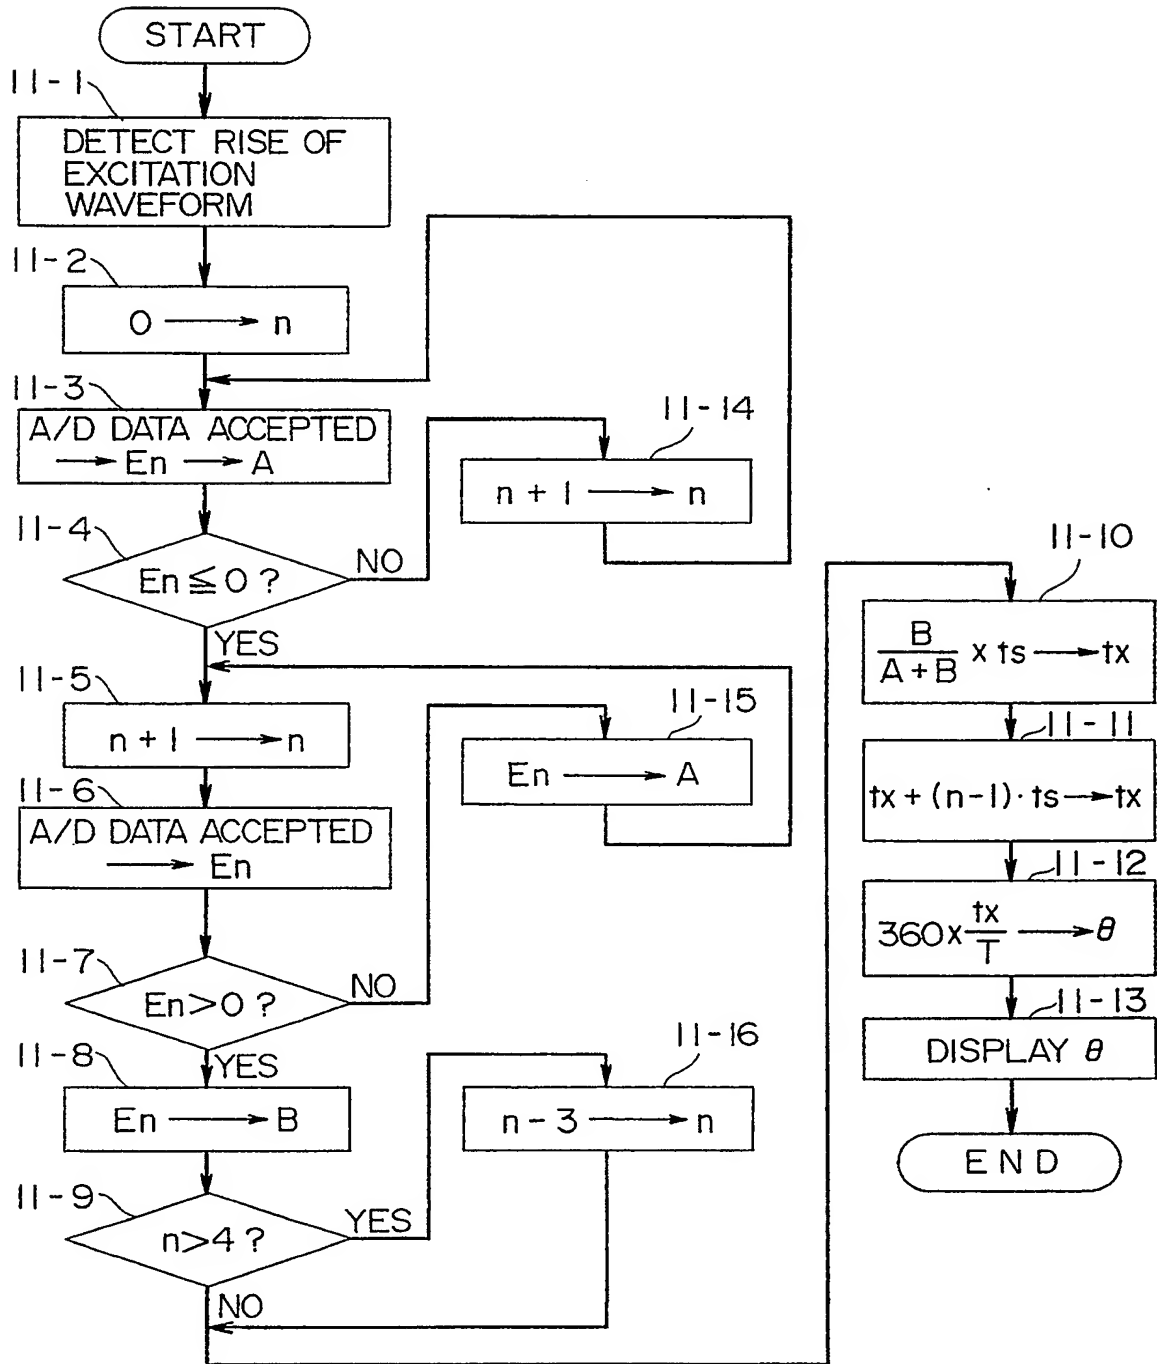 START
11-1
DETECT RISE OF
EXCITATION
WAVEFORM
11-2
0 → n
11-3
A/D DATA ACCEPTED
→ En → A
11-14
n + 1 → n
11-4
En ≦ 0 ?
NO
YES
11-5
n + 1 → n
11-15
En → A
11-6
A/D DATA ACCEPTED
→ En
11-7
En > 0 ?
NO
YES
11-8
En → B
11-16
n - 3 → n
11-9
n > 4 ?
YES
NO
11-10
B
A + B
x ts → tx
11-11
tx + (n-1) · ts → tx
11-12
360 x tx
T
→ θ
11-13
DISPLAY θ
END